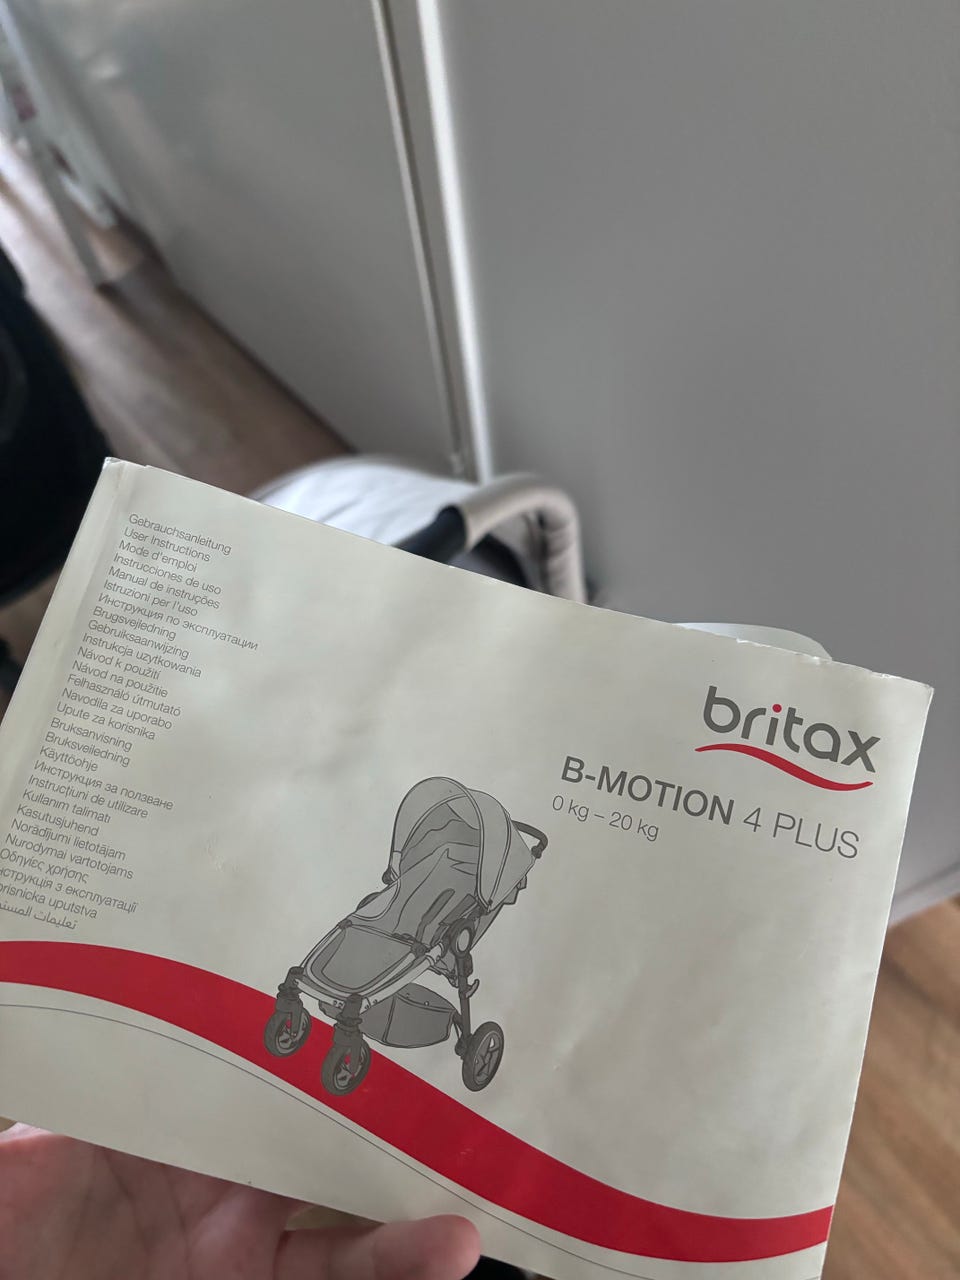 Gebrauchsanleitung
User Instructions
Mode d'emploi
Instrucciones de uso
Manual de instruções
Istruzioni per l'uso
Инструкция по эксплуатации
Brugsvejledning
Gebruiksaanwijzing
Instrukcja uzytkowania
Návod k použití
Návod na použitie
Felhasználó útmutató
Navodila za uporabo
Upute za korisnika
Bruksanvisning
Bruksveiledning
Käyttöohje
Инструкция за ползване
Instrucțiuni de utilizare
Kullanım talimatı
Kasutusjuhend
Norādījumi lietotājam
Nurodymai vartotojams
Οδηγίες χρήσης
нструкція з експлуатації
orisnicka uputstva
تعليمات المستخ
britax
B-MOTION 4 PLUS
0 kg – 20 kg